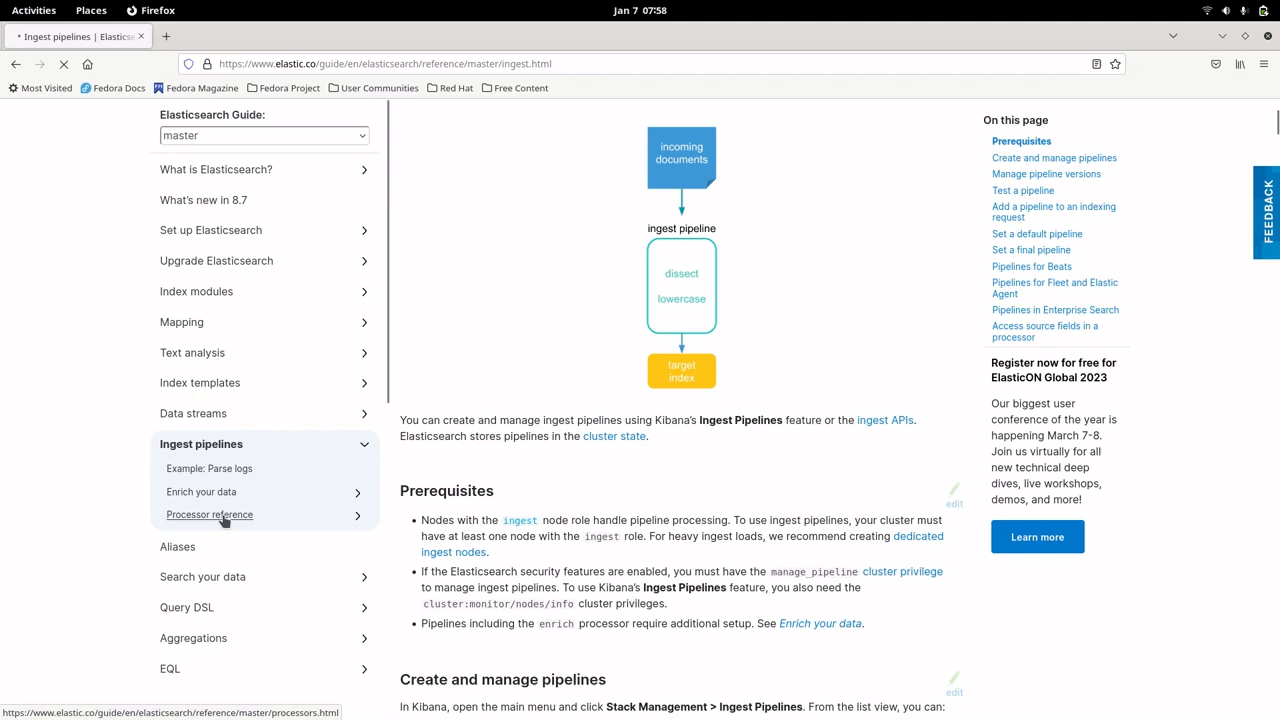 Activities
Places
Firefox
Jan 7 07:58
Ingest pipelines | Elasticse
https://www.elastic.co/guide/en/elasticsearch/reference/master/ingest.html
Most Visited
Fedora Docs
Fedora Magazine
Fedora Project
User Communities
Red Hat
Free Content
Elasticsearch Guide:
master
What is Elasticsearch?
What's new in 8.7
Set up Elasticsearch
Upgrade Elasticsearch
Index modules
Mapping
Text analysis
Index templates
Data streams
Ingest pipelines
Example: Parse logs
Enrich your data
Processor reference
Aliases
Search your data
Query DSL
Aggregations
EQL
incoming
documents
ingest pipeline
dissect
lowercase
target
index
You can create and manage ingest pipelines using Kibana's Ingest Pipelines feature or the ingest APIs.
Elasticsearch stores pipelines in the cluster state.
Prerequisites
edit
• Nodes with the ingest node role handle pipeline processing. To use ingest pipelines, your cluster must
have at least one node with the ingest role. For heavy ingest loads, we recommend creating dedicated
ingest nodes.
• If the Elasticsearch security features are enabled, you must have the manage_pipeline cluster privilege
to manage ingest pipelines. To use Kibana's Ingest Pipelines feature, you also need the
cluster:monitor/nodes/info cluster privileges.
• Pipelines including the enrich processor require additional setup. See Enrich your data.
Create and manage pipelines
edit
In Kibana, open the main menu and click Stack Management > Ingest Pipelines. From the list view, you can:
On this page
Prerequisites
Create and manage pipelines
Manage pipeline versions
Test a pipeline
Add a pipeline to an indexing
request
Set a default pipeline
Set a final pipeline
Pipelines for Beats
Pipelines for Fleet and Elastic
Agent
Pipelines in Enterprise Search
Access source fields in a
processor
Register now for free for
ElasticON Global 2023
Our biggest user
conference of the year is
happening March 7-8.
Join us virtually for all
new technical deep
dives, live workshops,
demos, and more!
Learn more
FEEDBACK
https://www.elastic.co/guide/en/elasticsearch/reference/master/processors.html